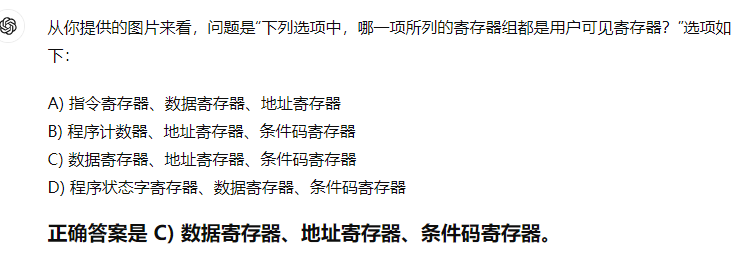 从你提供的图片来看，问题是“下列选项中，哪一项所列的寄存器组都是用户可见寄存器？”选项如
下：
A) 指令寄存器、数据寄存器、地址寄存器
B) 程序计数器、地址寄存器、条件码寄存器
C) 数据寄存器、地址寄存器、条件码寄存器
D) 程序状态字寄存器、数据寄存器、条件码寄存器
正确答案是 C) 数据寄存器、地址寄存器、条件码寄存器。